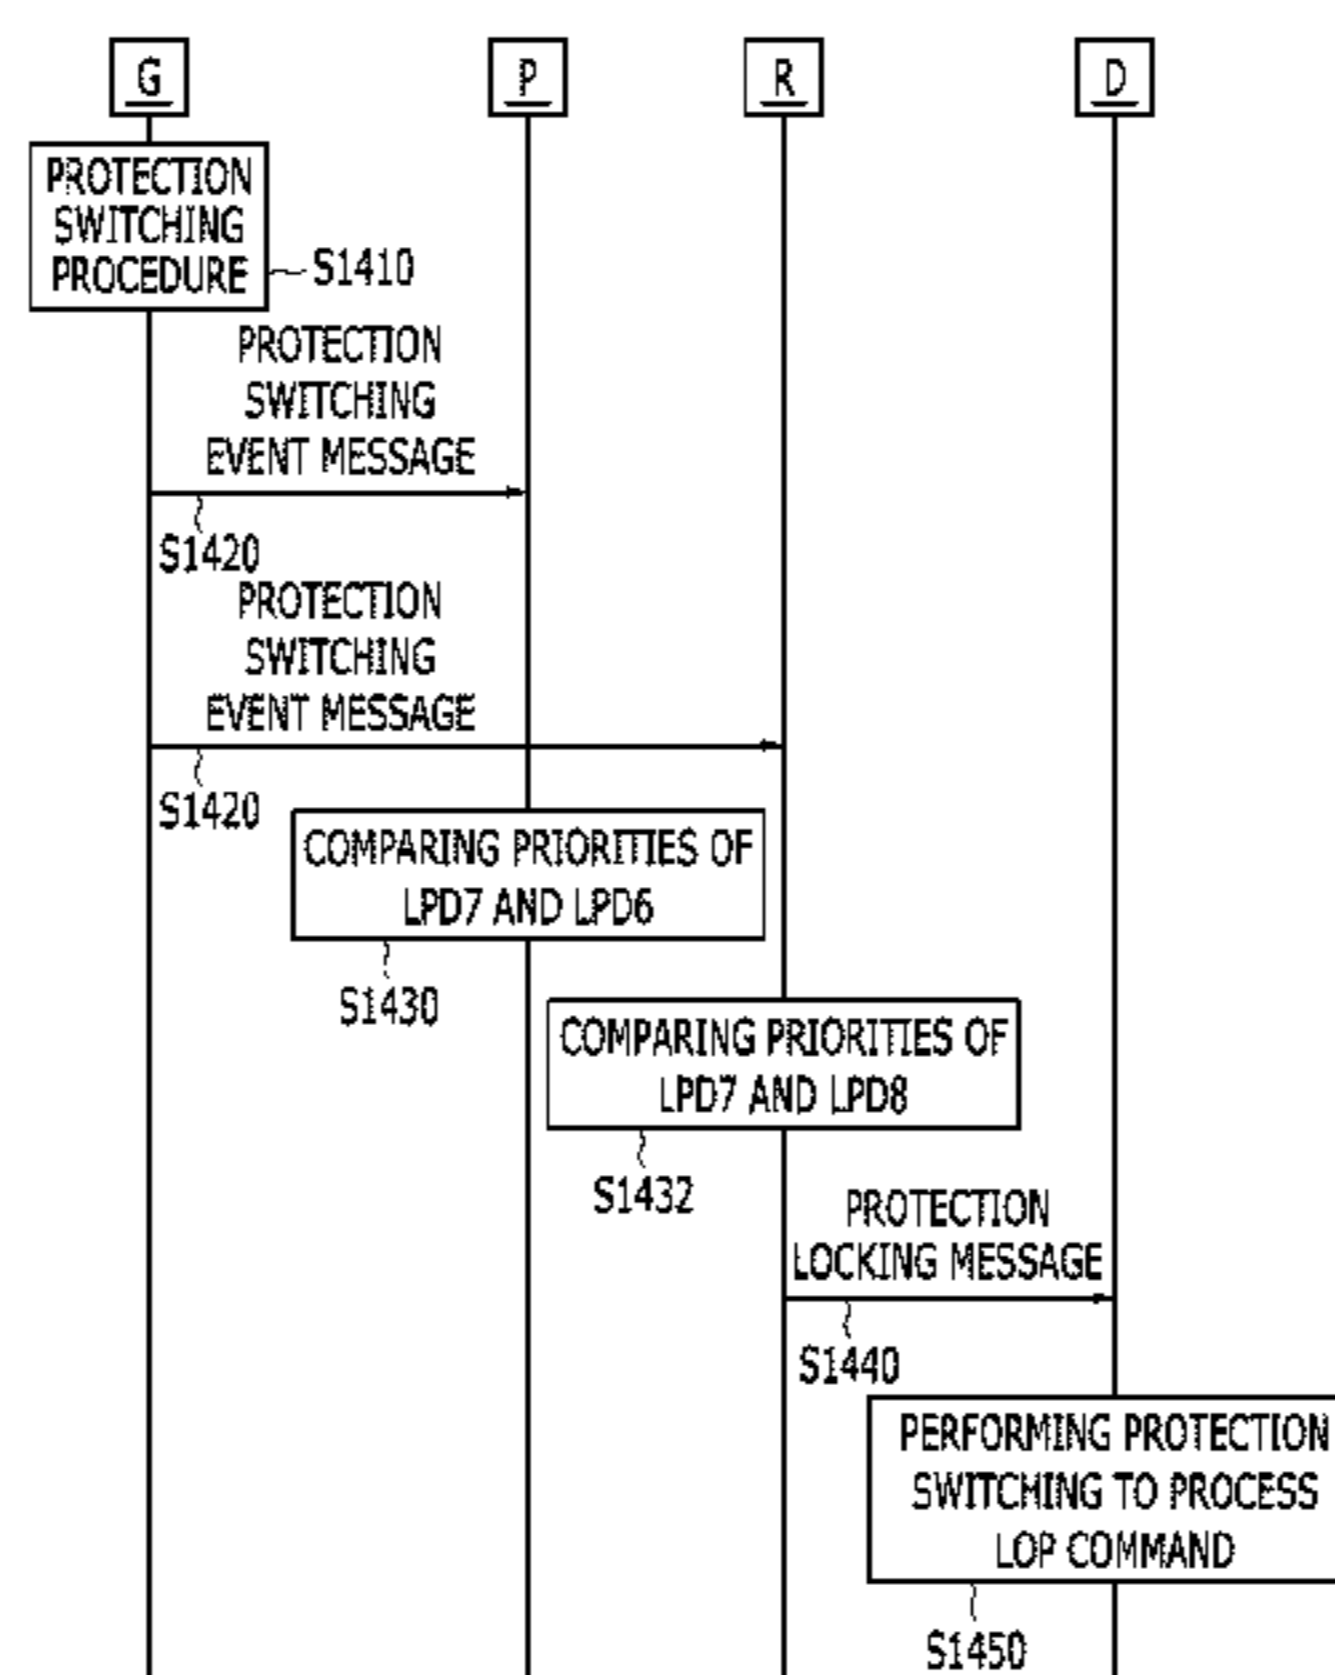 G
P
R
D
PROTECTION
SWITCHING
PROCEDURE
S1410
PROTECTION
SWITCHING
EVENT MESSAGE
S1420
PROTECTION
SWITCHING
EVENT MESSAGE
S1420
COMPARING PRIORITIES OF
LPD7 AND LPD6
S1430
COMPARING PRIORITIES OF
LPD7 AND LPD8
S1432
PROTECTION
LOCKING MESSAGE
S1440
PERFORMING PROTECTION
SWITCHING TO PROCESS
LOP COMMAND
S1450